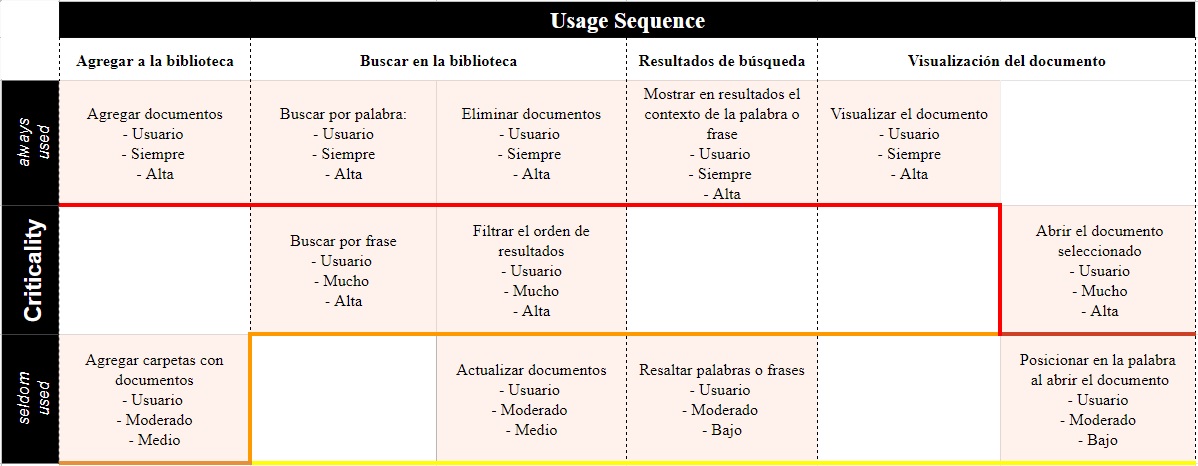 Usage Sequence
Agregar a la biblioteca
Buscar en la biblioteca
Resultados de búsqueda
Visualización del documento
always
used
Agregar documentos
- Usuario
- Siempre
- Alta
Buscar por palabra:
- Usuario
- Siempre
- Alta
Eliminar documentos
- Usuario
- Siempre
- Alta
Mostrar en resultados el
contexto de la palabra o
frase
- Usuario
- Siempre
- Alta
Visualizar el documento
- Usuario
- Siempre
- Alta
Criticality
Buscar por frase
- Usuario
- Mucho
- Alta
Filtrar el orden de
resultados
- Usuario
- Mucho
- Alta
Abrir el documento
seleccionado
- Usuario
- Mucho
- Alta
seldom
used
Agregar carpetas con
documentos
- Usuario
- Moderado
- Medio
Actualizar documentos
- Usuario
- Moderado
- Medio
Resaltar palabras o frases
- Usuario
- Moderado
- Bajo
Posicionar en la palabra
al abrir el documento
- Usuario
- Moderado
- Bajo